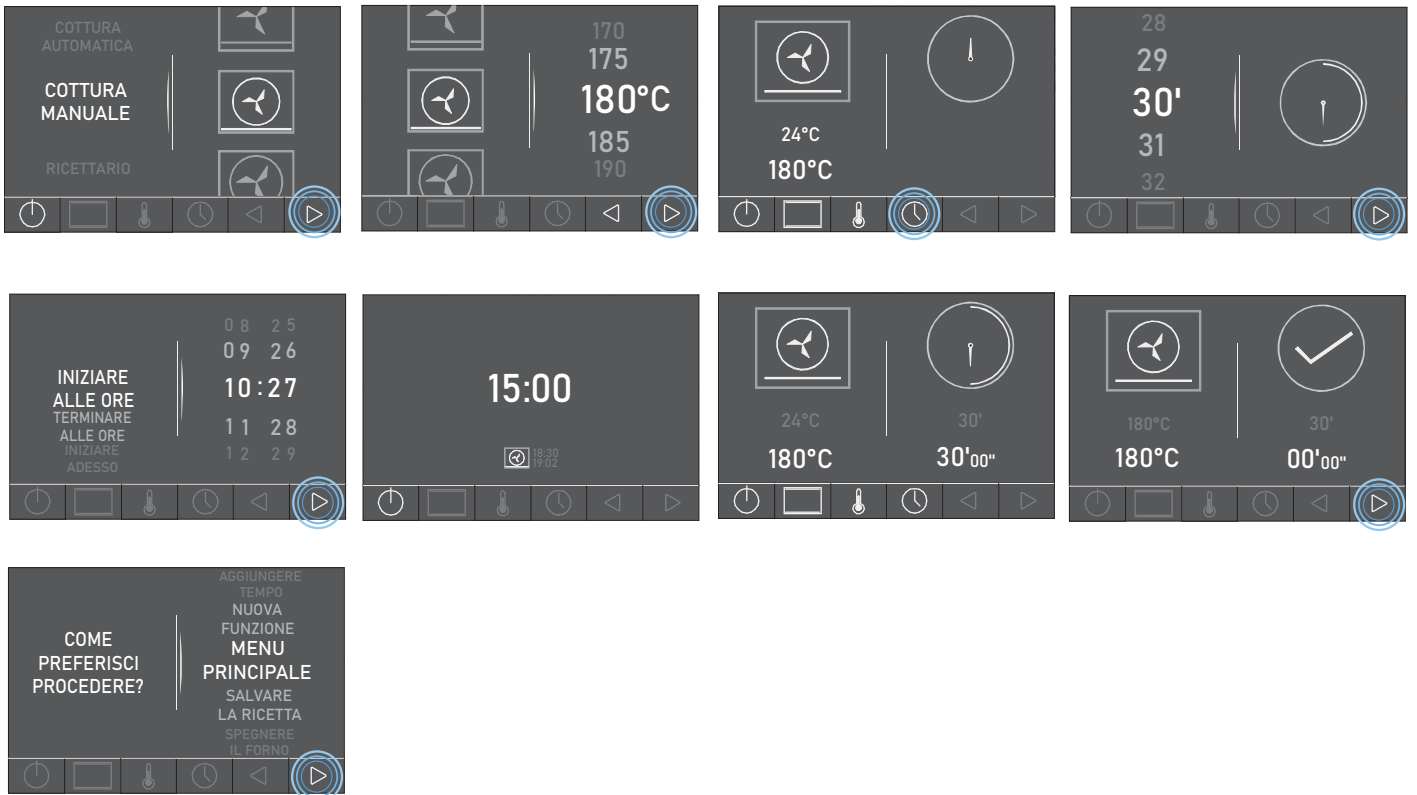 COTTURA
AUTOMATICA
COTTURA
MANUALE
RICETTARIO
170
175
180°C
185
190
24°C
180°C
28
29
30'
31
32
INIZIARE
ALLE ORE
TERMINARE
ALLE ORE
INIZIARE
ADESSO
08 25
09 26
10:27
11 28
12 29
15:00
18:30
19:02
24°C
180°C
30'
30'00"
180°C
180°C
30'
00'00"
COME
PREFERISCI
PROCEDERE?
AGGIUNGERE
TEMPO
NUOVA
FUNZIONE
MENU
PRINCIPALE
SALVARE
LA RICETTA
SPEGNERE
IL FORNO